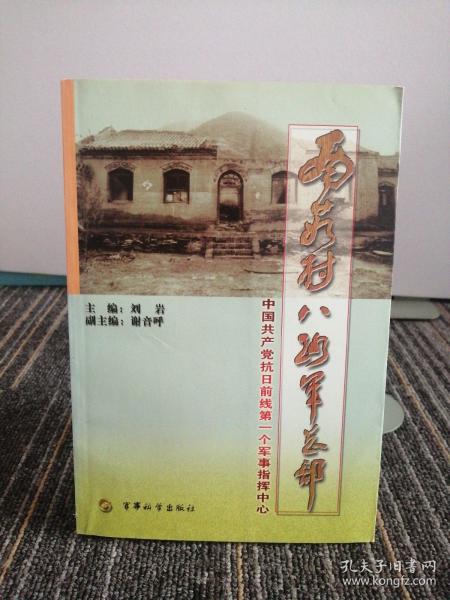 西茹村八路军总部
中国共产党抗日前线第一个军事指挥中心
主编：刘岩
副主编：谢音呼
军事科学出版社
孔夫子旧书网
www.kongfz.com